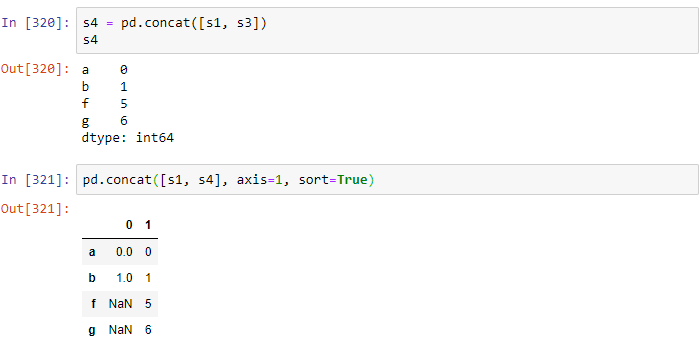 In [320]: s4 = pd.concat([s1, s3])
s4
Out[320]: a 0
b 1
f 5
g 6
dtype: int64
In [321]: pd.concat([s1, s4], axis=1, sort=True)
Out[321]:
0 1
a 0.0 0
b 1.0 1
f NaN 5
g NaN 6